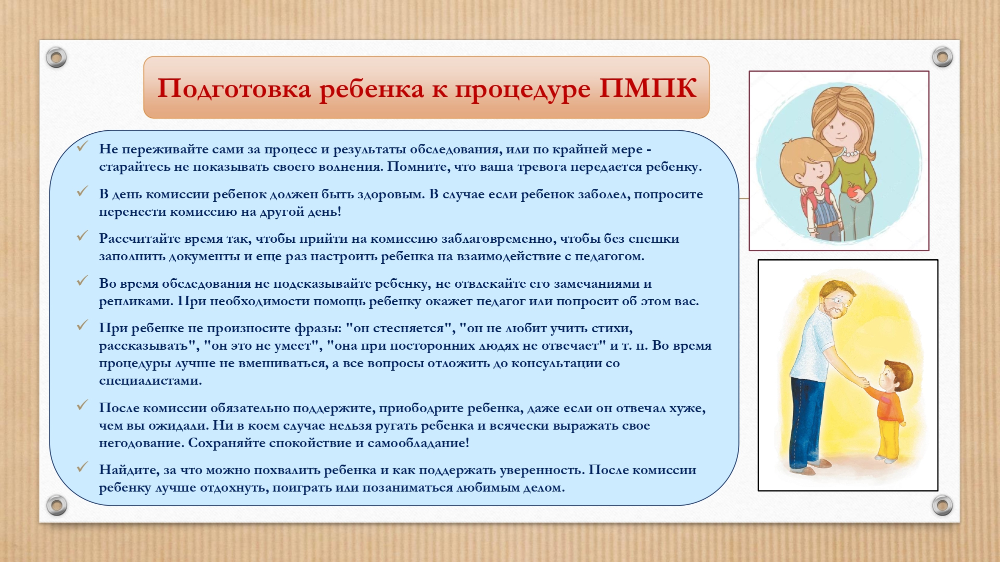 Подготовка ребенка к процедуре ПМПК
Не переживайте сами за процесс и результаты обследования, или по крайней мере -
старайтесь не показывать своего волнения. Помните, что ваша тревога передается ребенку.
В день комиссии ребенок должен быть здоровым. В случае если ребенок заболел, попросите
перенести комиссию на другой день!
Рассчитайте время так, чтобы прийти на комиссию заблаговременно, чтобы без спешки
заполнить документы и еще раз настроить ребенка на взаимодействие с педагогом.
Во время обследования не подсказывайте ребенку, не отвлекайте его замечаниями и
репликами. При необходимости помощь ребенку окажет педагог или попросит об этом вас.
При ребенке не произносите фразы: "он стесняется", "он не любит учить стихи,
рассказывать", "он это не умеет", "она при посторонних людях не отвечает" и т. п. Во время
процедуры лучше не вмешиваться, а все вопросы отложить до консультации со
специалистами.
После комиссии обязательно поддержите, приободрите ребенка, даже если он отвечал хуже,
чем вы ожидали. Ни в коем случае нельзя ругать ребенка и всячески выражать свое
негодование. Сохраняйте спокойствие и самообладание!
Найдите, за что можно похвалить ребенка и как поддержать уверенность. После комиссии
ребенку лучше отдохнуть, поиграть или позаниматься любимым делом.